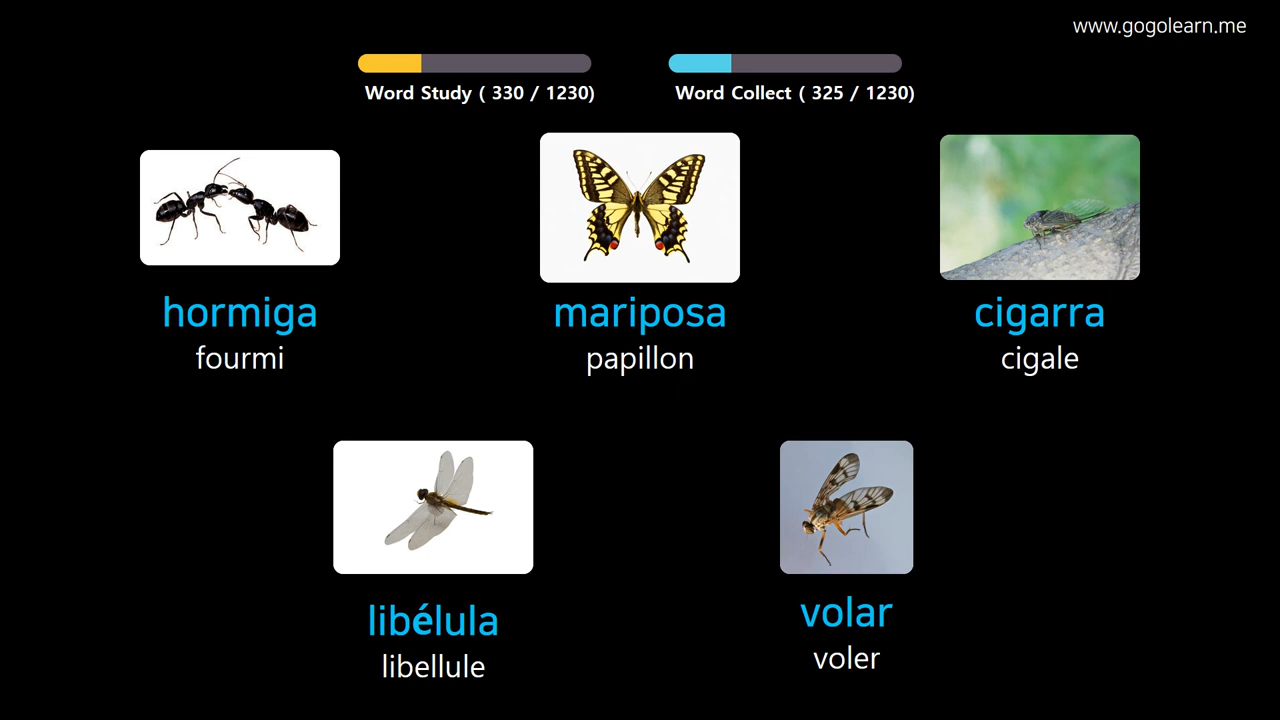 www.gogolearn.me
Word Study ( 330 / 1230)
Word Collect ( 325 / 1230)
hormiga
fourmi
mariposa
papillon
cigarra
cigale
libélula
libellule
volar
voler